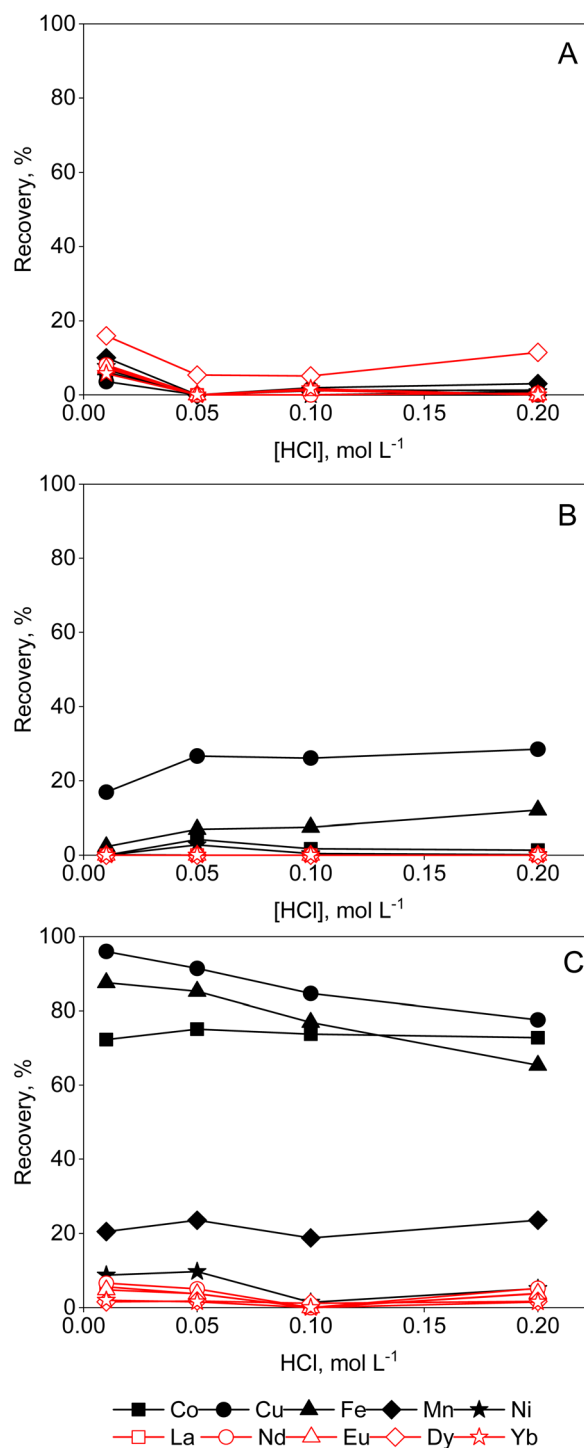 A
100
80
60
40
20
0
Recovery, %
0.00 0.05 0.10 0.15 0.20
[HCl], mol L⁻¹
B
100
80
60
40
20
0
Recovery, %
0.00 0.05 0.10 0.15 0.20
[HCl], mol L⁻¹
C
100
80
60
40
20
0
Recovery, %
0.00 0.05 0.10 0.15 0.20
HCl, mol L⁻¹
Co Cu Fe Mn Ni
La Nd Eu Dy Yb